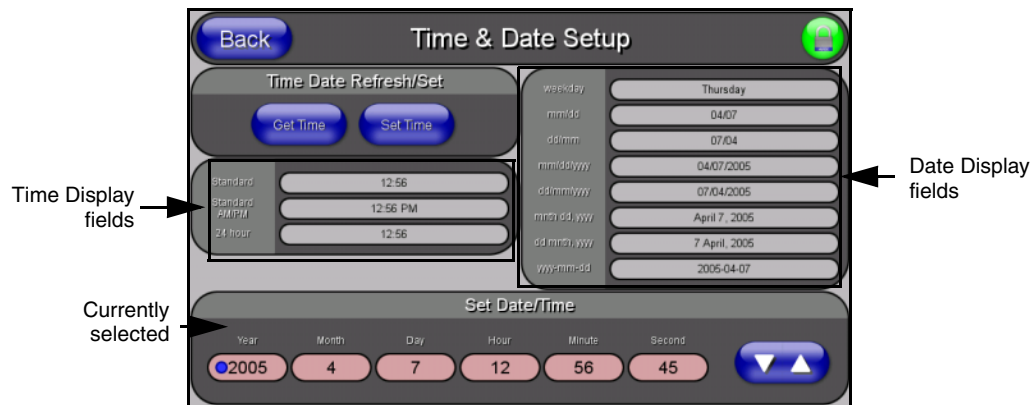 Back
Time & Date Setup
Time Date Refresh/Set
Get Time
Set Time
weekday
Thursday
mm/dd
04/07
dd/mm
07/04
mm/dd/yyyy
04/07/2005
dd/mm/yyyy
07/04/2005
mnth dd, yyyy
April 7, 2005
dd mnth, yyyy
7 April, 2005
yyyy-mm-dd
2005-04-07
Date Display
fields
Time Display
fields
Standard
12:56
Standard
AM/PM
12:56 PM
24 hour
12:56
Currently
selected
Set Date/Time
Year
Month
Day
Hour
Minute
Second
2005
4
7
12
56
45